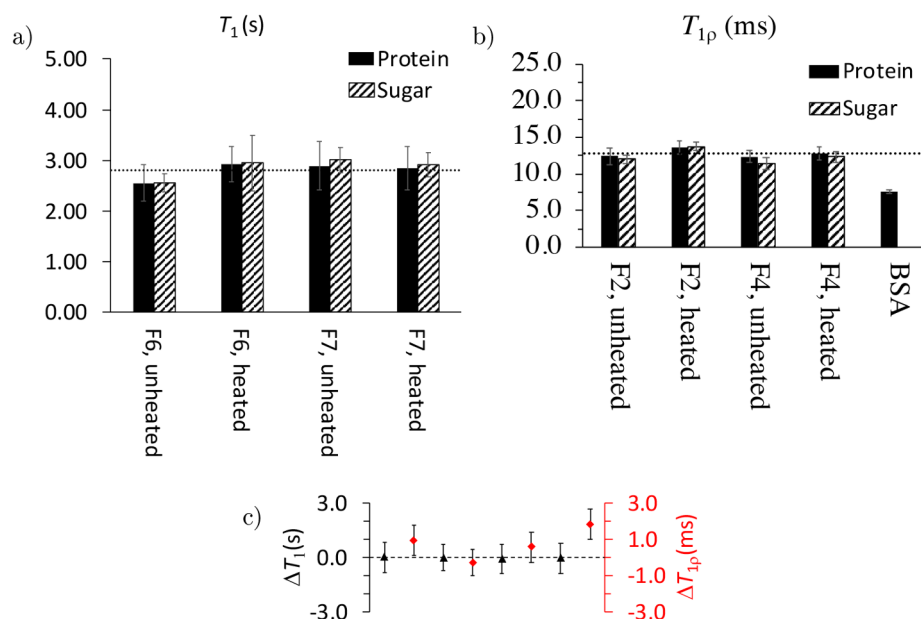 a)
T1 (s)
5.00
4.00
3.00
2.00
1.00
0.00
Protein
Sugar
F6, unheated
F6, heated
F7, unheated
F7, heated
b)
T1ρ (ms)
25.0
20.0
15.0
10.0
5.0
0.0
Protein
Sugar
F2, unheated
F2, heated
F4, unheated
F4, heated
BSA
c)
ΔT1(s)
3.0
0.0
-3.0
3.0
1.0
-1.0
-3.0
ΔT1ρ(ms)